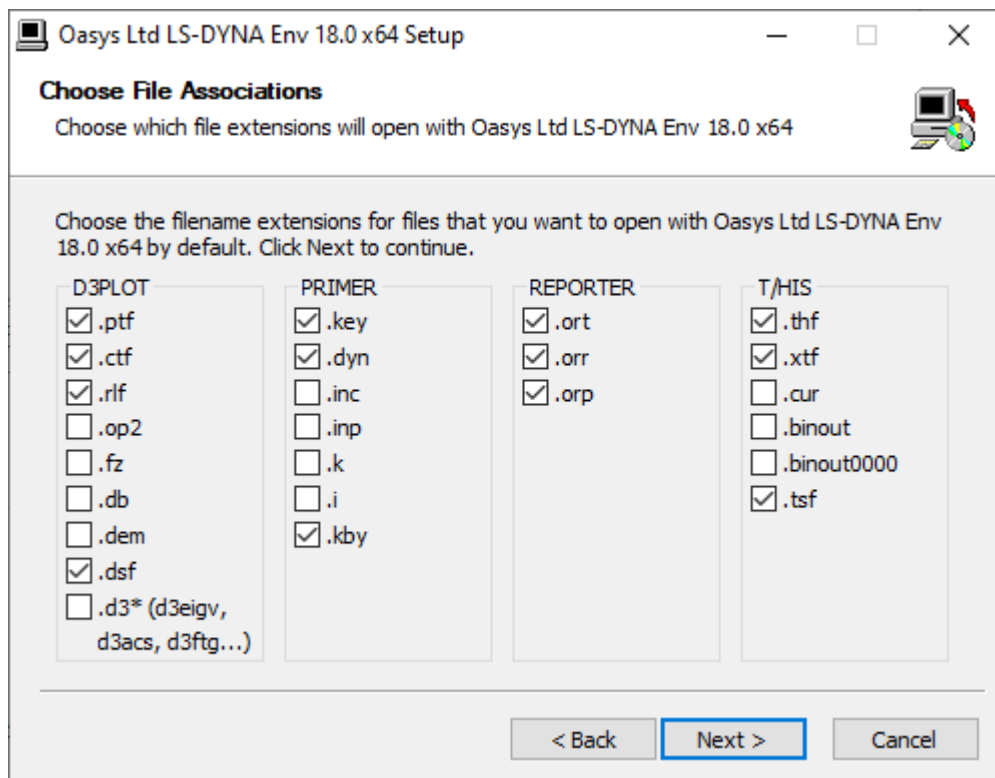 Oasys Ltd LS-DYNA Env 18.0 x64 Setup
Choose File Associations
Choose which file extensions will open with Oasys Ltd LS-DYNA Env 18.0 x64
Choose the filename extensions for files that you want to open with Oasys Ltd LS-DYNA Env
18.0 x64 by default. Click Next to continue.
D3PLOT
.ptf
.ctf
.rlf
.op2
.fz
.db
.dem
.dsf
.d3* (d3eigv,
d3acs, d3ftg...)
PRIMER
.key
.dyn
.inc
.inp
.k
.i
.kby
REPORTER
.ort
.orr
.orp
T/HIS
.thf
.xtf
.cur
.binout
.binout0000
.tsf
< Back
Next >
Cancel